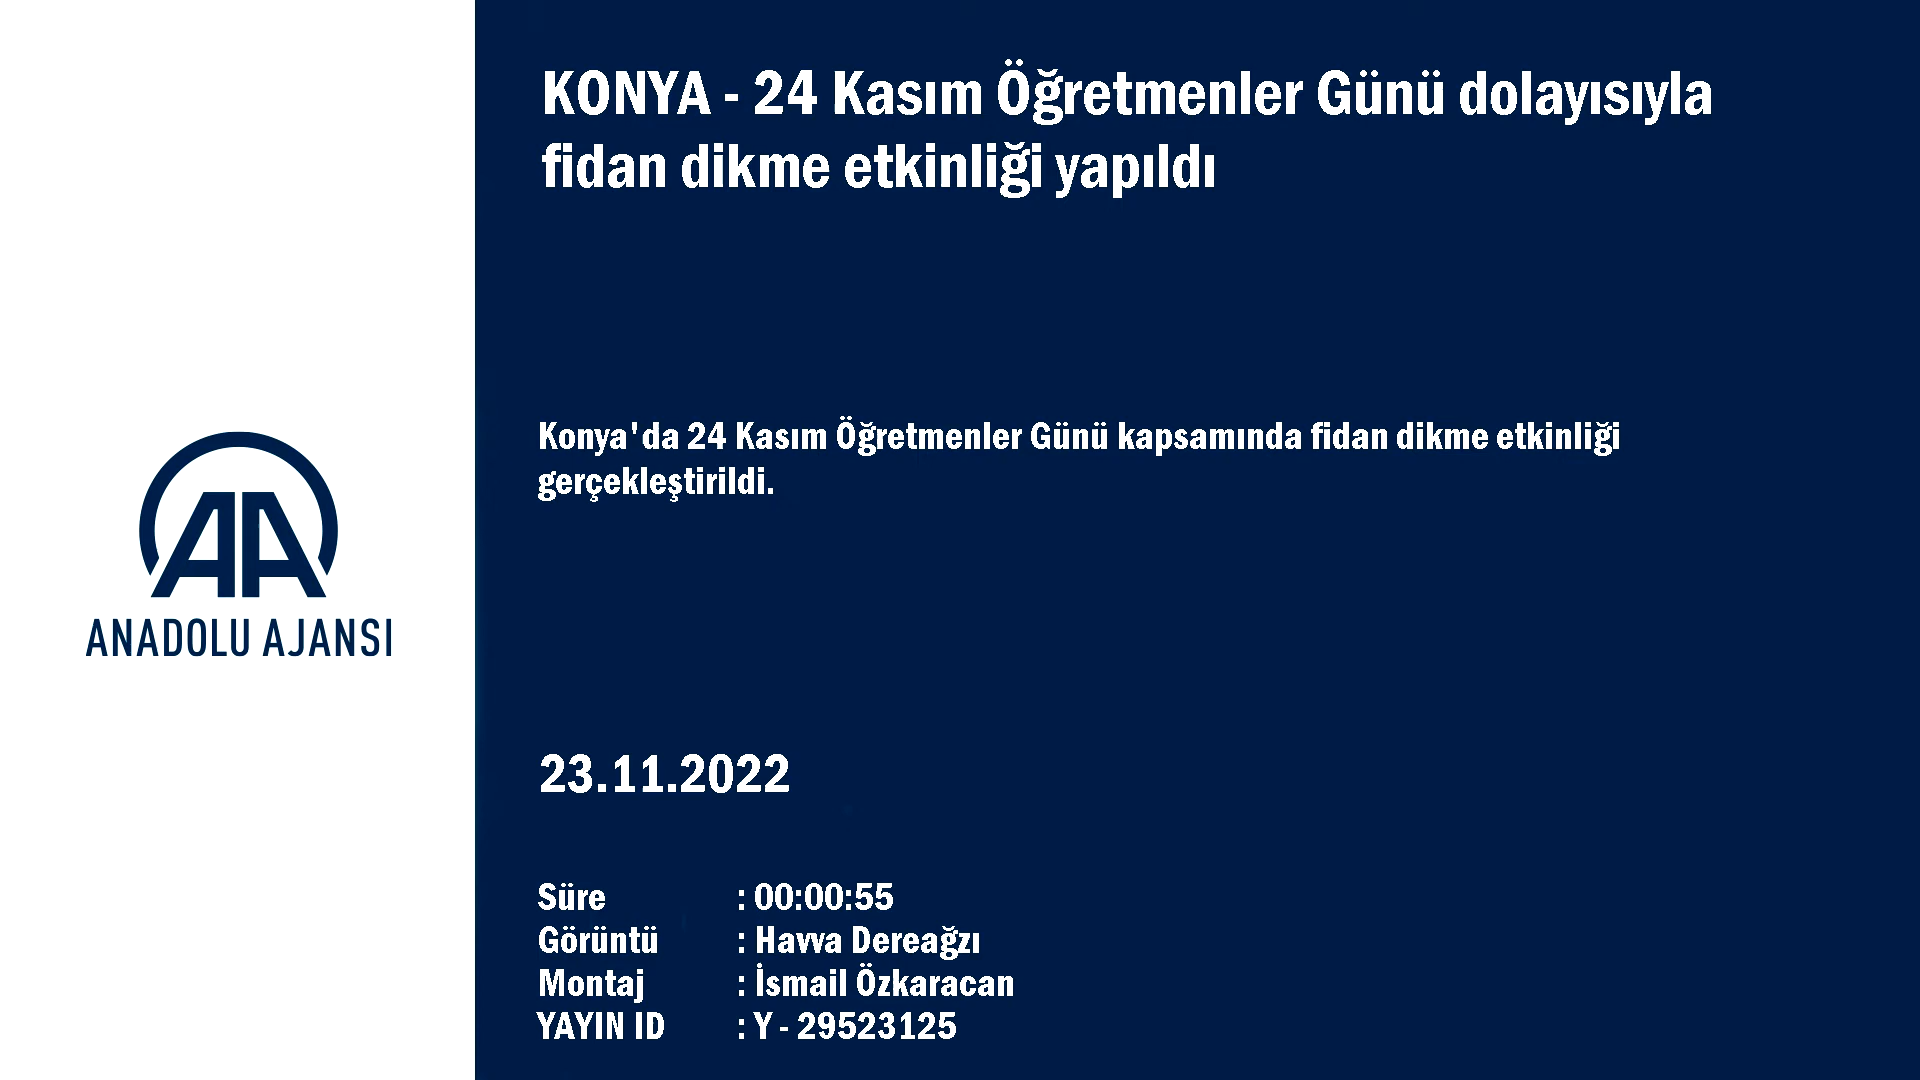 KONYA - 24 Kasım Öğretmenler Günü dolayısıyla
fidan dikme etkinliği yapıldı
Konya'da 24 Kasım Öğretmenler Günü kapsamında fidan dikme etkinliği
gerçekleştirildi.
AA
ANADOLU AJANSI
23.11.2022
Süre : 00:00:55
Görüntü : Havva Dereağzı
Montaj : İsmail Özkaracan
YAYIN ID : Y - 29523125